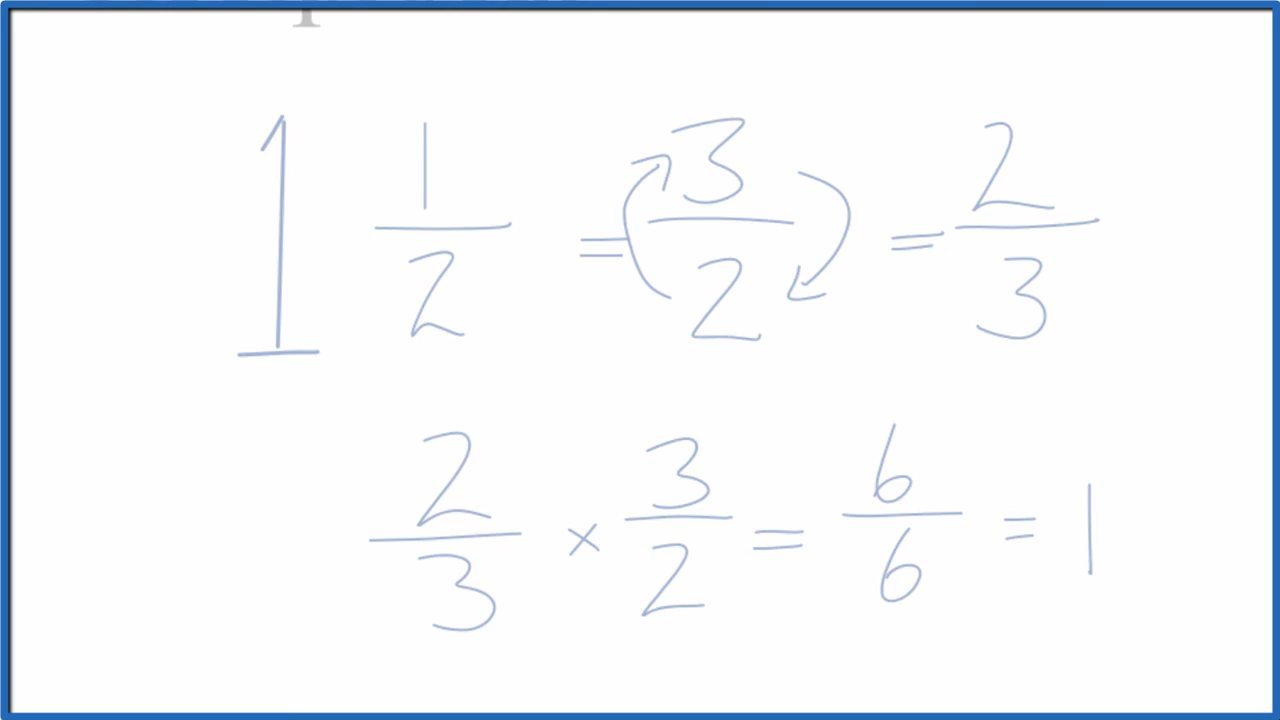 1 1/2 = 3/2 = 2/3
2/3 × 3/2 = 6/6 = 1